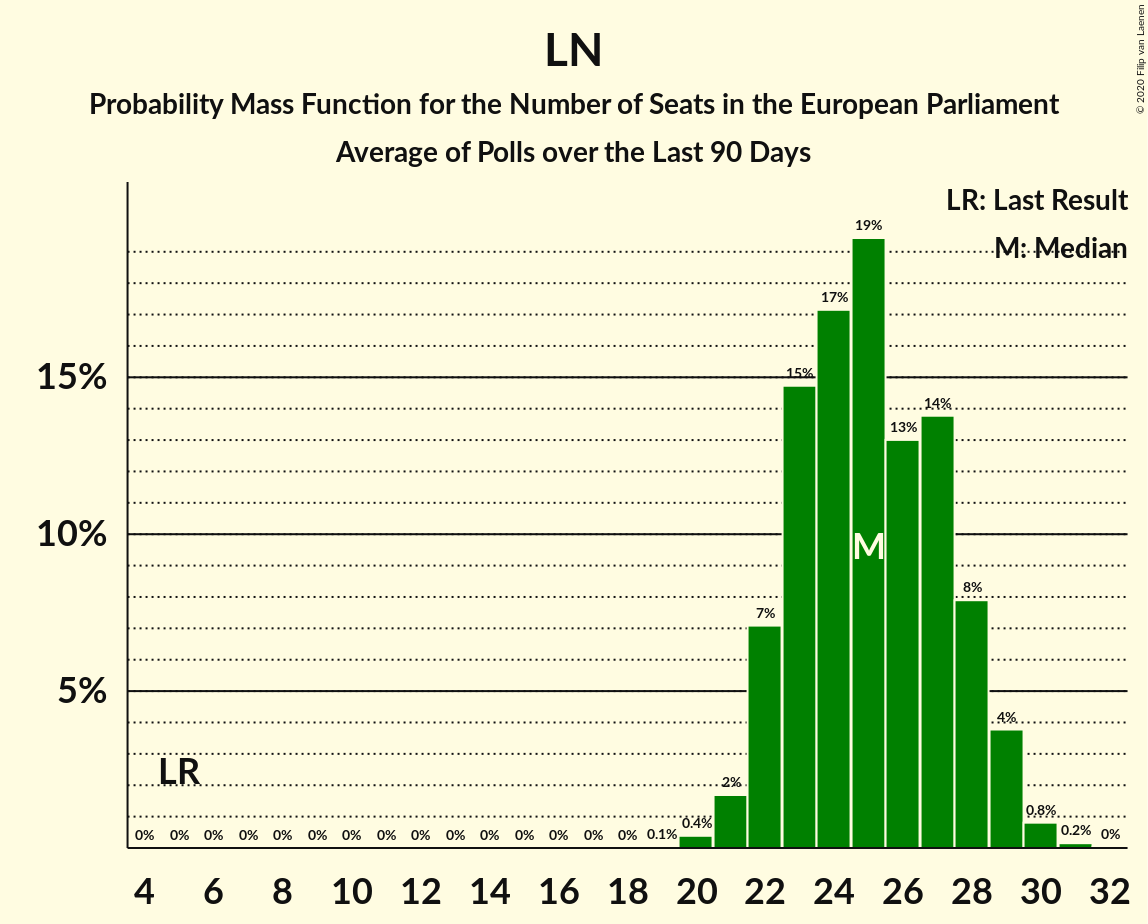 LN
Probability Mass Function for the Number of Seats in the European Parliament
Average of Polls over the Last 90 Days
© 2020 Filip van Laenen
LR: Last Result
M: Median
19%
17%
15%
15%
14%
13%
10%
M
8%
7%
5%
4%
LR
2%
0% 0% 0% 0% 0% 0% 0% 0% 0% 0% 0% 0% 0% 0% 0% 0.1% 0.4% 0.8% 0.2% 0%
4 6 8 10 12 14 16 18 20 22 24 26 28 30 32